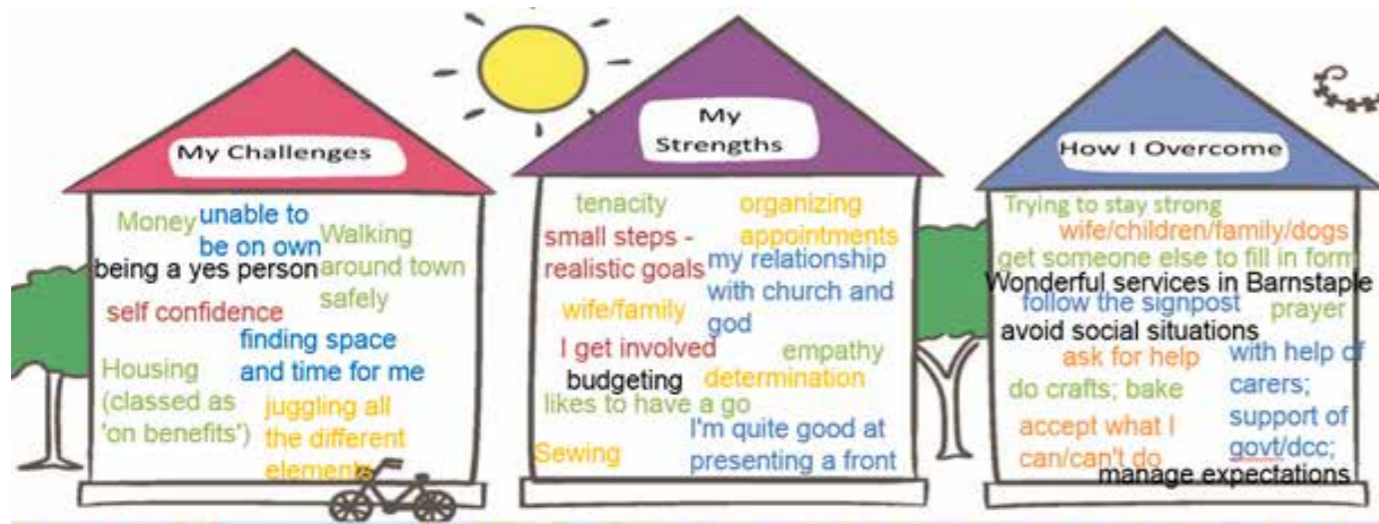 My Challenges
Money
unable to
be on own
Walking
around town
safely
being a yes person
self confidence
finding space
and time for me
Housing
(classed as
'on benefits')
juggling all
the different
elements
My
Strengths
tenacity
organizing
appointments
small steps -
realistic goals
my relationship
with church and
god
wife/family
I get involved
empathy
budgeting
determination
likes to have a go
Sewing
I'm quite good at
presenting a front
How I Overcome
Trying to stay strong
wife/children/family/dogs
get someone else to fill in form
Wonderful services in Barnstaple
follow the signpost
prayer
avoid social situations
ask for help
with help of
carers;
support of
govt/dcc;
do crafts; bake
accept what I
can/can't do
manage expectations